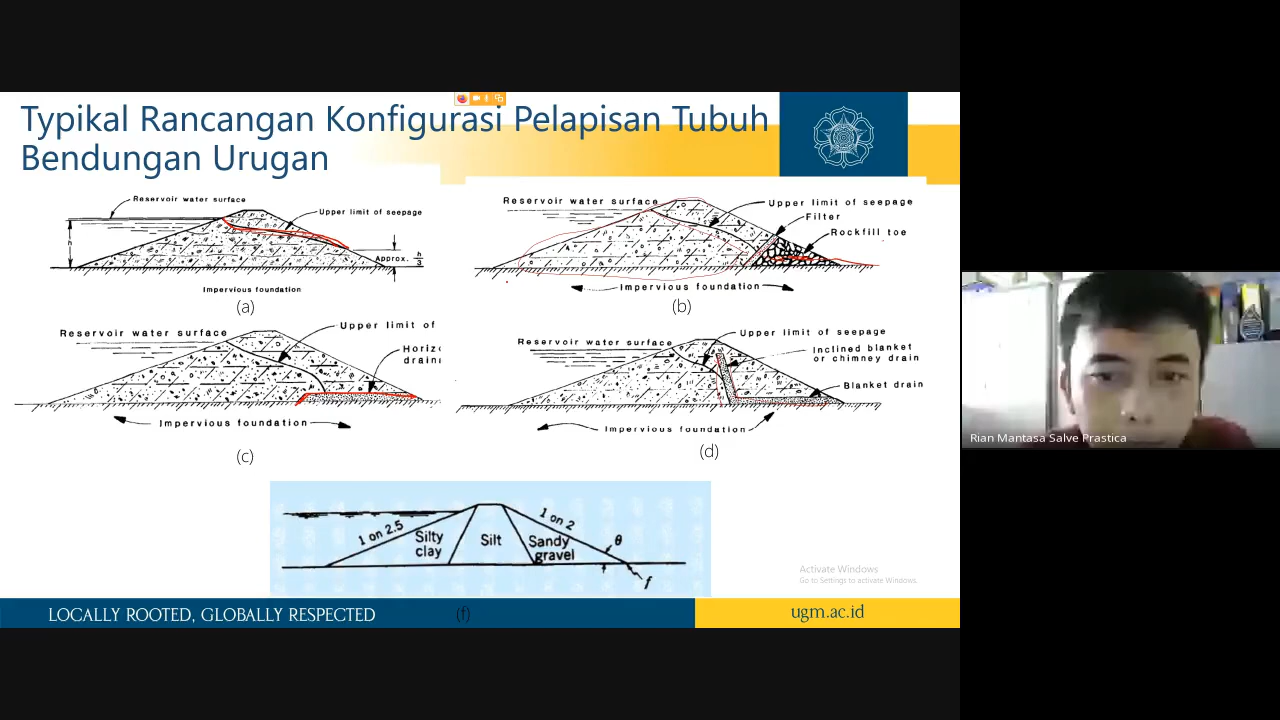 Typikal Rancangan Konfigurasi Pelapisan Tubuh
Bendungan Urugan
Reservoir water surface
Upper limit of seepage
h
Approx. h/3
Impervious foundation
(a)
Reservoir water surface
Upper limit of seepage
Filter
Rockfill toe
Impervious foundation
(b)
Reservoir water surface
Upper limit of
Horiz
drain
Impervious foundation
(c)
Reservoir water surface
Upper limit of seepage
Inclined blanket
or chimney drain
Blanket drain
Impervious foundation
(d)
1 on 2.5
Silty
clay
Silt
Sandy
gravel
1 on 2
θ
f
(f)
Activate Windows
Go to Settings to activate Windows.
LOCALLY ROOTED, GLOBALLY RESPECTED
ugm.ac.id
Rian Mantasa Salve Prastica